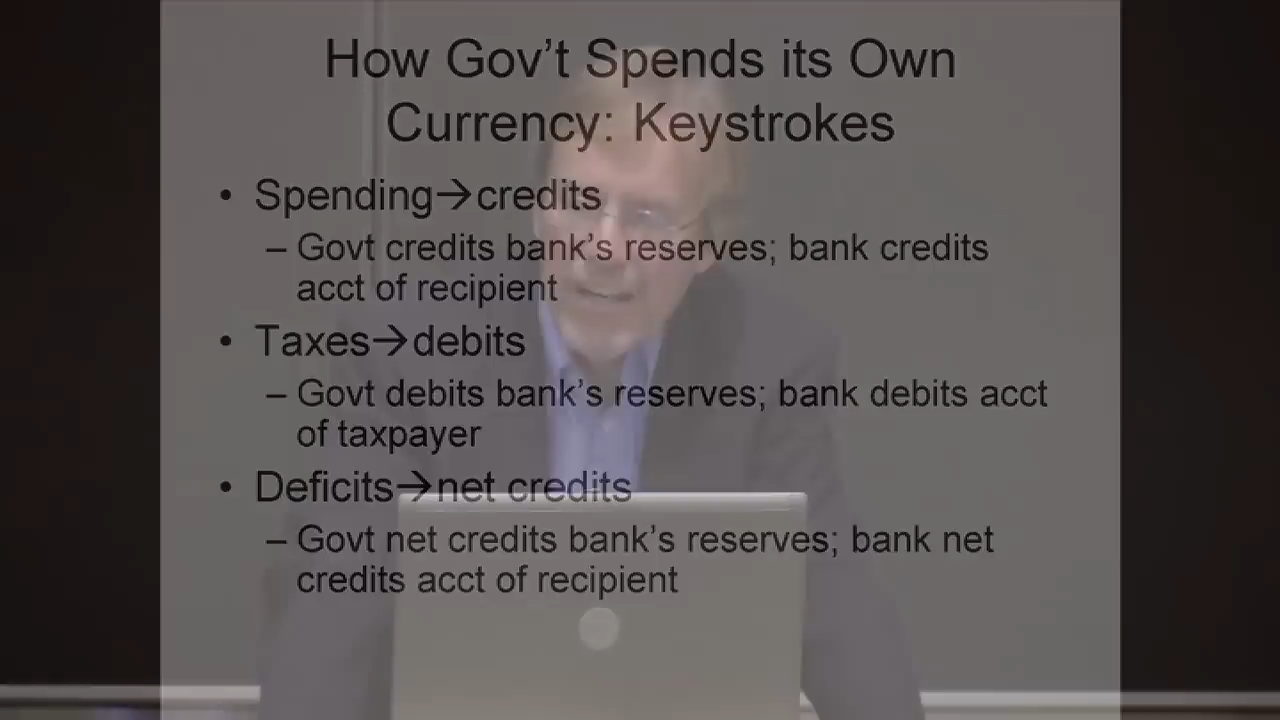 How Gov’t Spends its Own
Currency: Keystrokes
• Spending→credits
– Govt credits bank’s reserves; bank credits
acct of recipient
• Taxes→debits
– Govt debits bank’s reserves; bank debits acct
of taxpayer
• Deficits→net credits
– Govt net credits bank’s reserves; bank net
credits acct of recipient